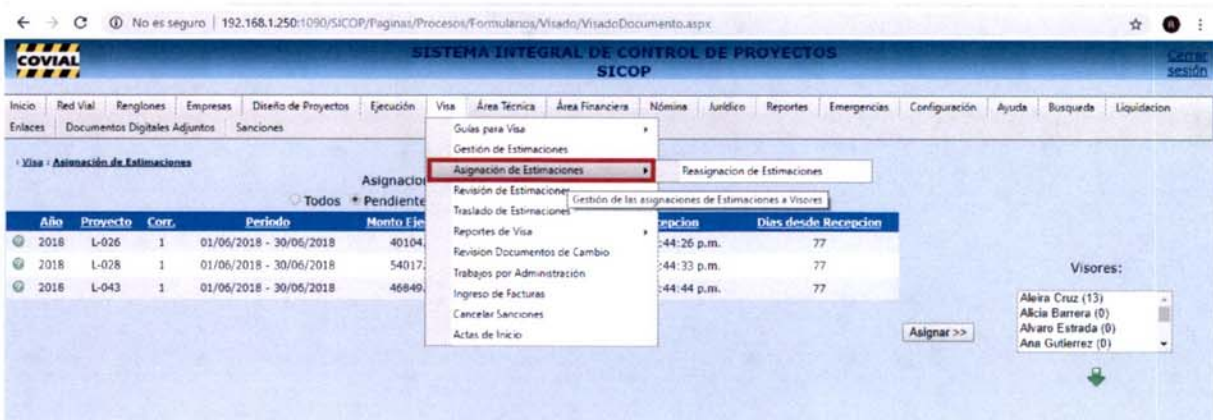 No es seguro | 192.168.1.250:1090/SICOP/Paginas/Procesos/Formularios/Visado/VisadoDocumento.aspx
COVIAL
SISTEMA INTEGRAL DE CONTROL DE PROYECTOS
SICOP
Cerrar
sesión
Inicio Red Vial Renglones Empresas Diseño de Proyectos Ejecución Visa Área Técnica Área Financiera Nómina Jurídico Reportes Emergencias Configuración Ayuda Busqueda Liquidacion
Enlaces Documentos Digitales Adjuntos Sanciones
Visa : Asignación de Estimaciones
Guías para Visa
Gestión de Estimaciones
Asignación de Estimaciones
Reasignacion de Estimaciones
Revisión de Estimaciones
Gestión de las asignaciones de Estimaciones a Visores
Traslado de Estimaciones
Reportes de Visa
Revision Documentos de Cambio
Trabajos por Administración
Ingreso de Facturas
Cancelar Sanciones
Actas de Inicio
Asignacio
Todos Pendiente
Año Proyecto Corr. Periodo Monto Eje cepcion Dias desde Recepcion
2018 L-026 1 01/06/2018 - 30/06/2018 40104. :44:26 p.m. 77
2018 L-028 1 01/06/2018 - 30/06/2018 54017. :44:33 p.m. 77
2018 L-043 1 01/06/2018 - 30/06/2018 46849. :44:44 p.m. 77
Asignar >>
Visores:
Aleira Cruz (13)
Alicia Barrera (0)
Alvaro Estrada (0)
Ana Gutierrez (0)